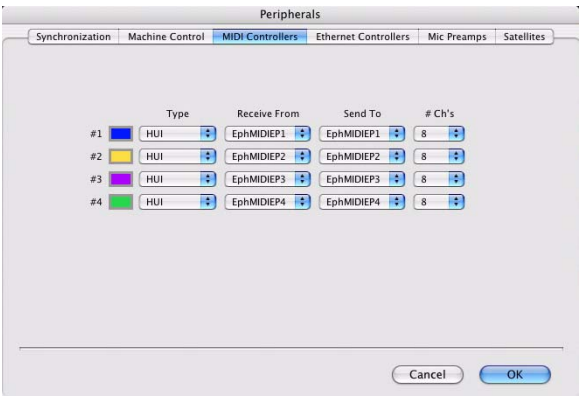 Peripherals
Synchronization Machine Control MIDI Controllers Ethernet Controllers Mic Preamps Satellites
Type Receive From Send To # Ch's
#1 HUI EphMIDIEP1 EphMIDIEP1 8
#2 HUI EphMIDIEP2 EphMIDIEP2 8
#3 HUI EphMIDIEP3 EphMIDIEP3 8
#4 HUI EphMIDIEP4 EphMIDIEP4 8
Cancel OK